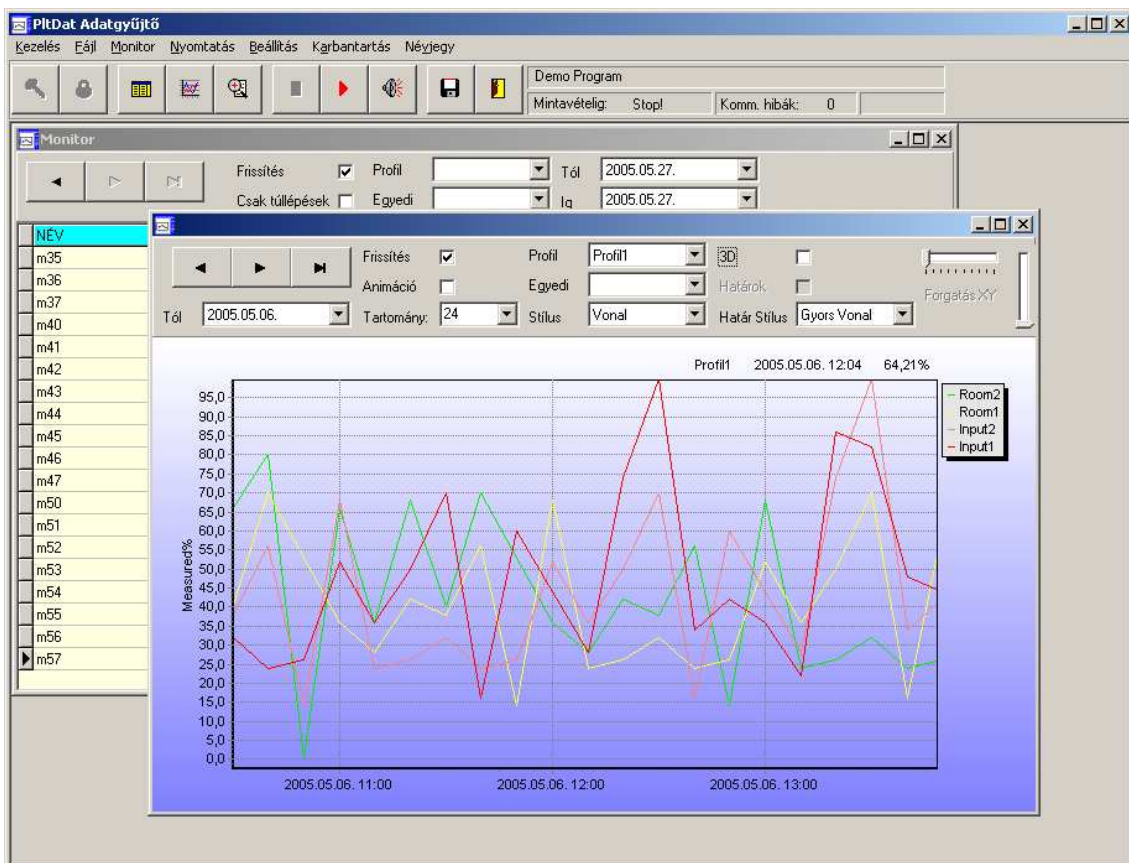 PltDat Adatgyűjtő
Kezelés Fájl Monitor Nyomtatás Beállítás Karbantartás Névjegy
Demo Program
Mintavételig: Stop! Komm. hibák: 0
Monitor
Frissítés Profil Tól 2005.05.27.
Csak túllépések Egyedi Ig 2005.05.27.
NÉV
m35
m36
m37
m40
m41
m42
m43
m44
m45
m46
m47
m50
m51
m52
m53
m54
m55
m56
m57
Frissítés Profil Profil1 3D
Animáció Egyedi Határok Forgatás XY
Tól 2005.05.06. Tartomány: 24 Stílus Vonal Határ Stílus Gyors Vonal
Profil1 2005.05.06. 12:04 64,21%
Measured%
95,0
90,0
85,0
80,0
75,0
70,0
65,0
60,0
55,0
50,0
45,0
40,0
35,0
30,0
25,0
20,0
15,0
10,0
5,0
0,0
2005.05.06. 11:00 2005.05.06. 12:00 2005.05.06. 13:00
Room2
Room1
Input2
Input1